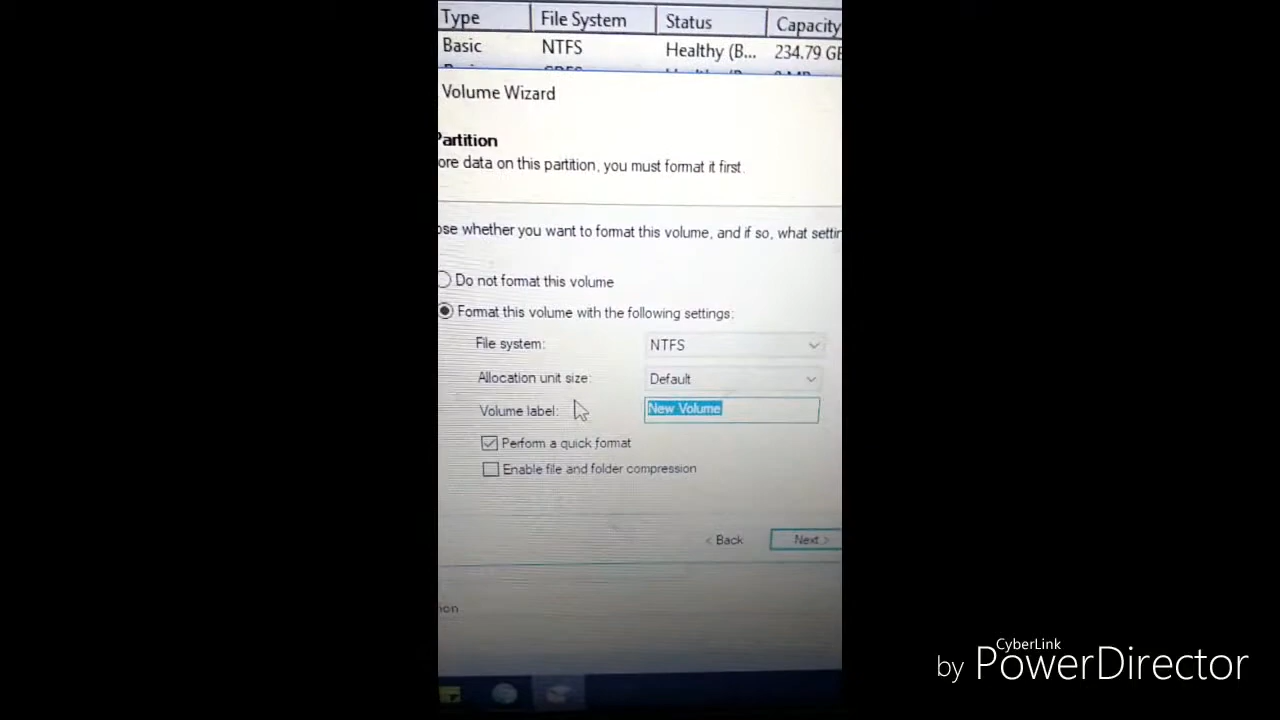 Type File System Status Capacity
Basic NTFS Healthy (B... 234.79 GB
Volume Wizard
Partition
ore data on this partition, you must format it first.
ose whether you want to format this volume, and if so, what settin
Do not format this volume
Format this volume with the following settings:
File system: NTFS
Allocation unit size: Default
Volume label: New Volume
Perform a quick format
Enable file and folder compression
< Back Next >
ion
CyberLink
by PowerDirector